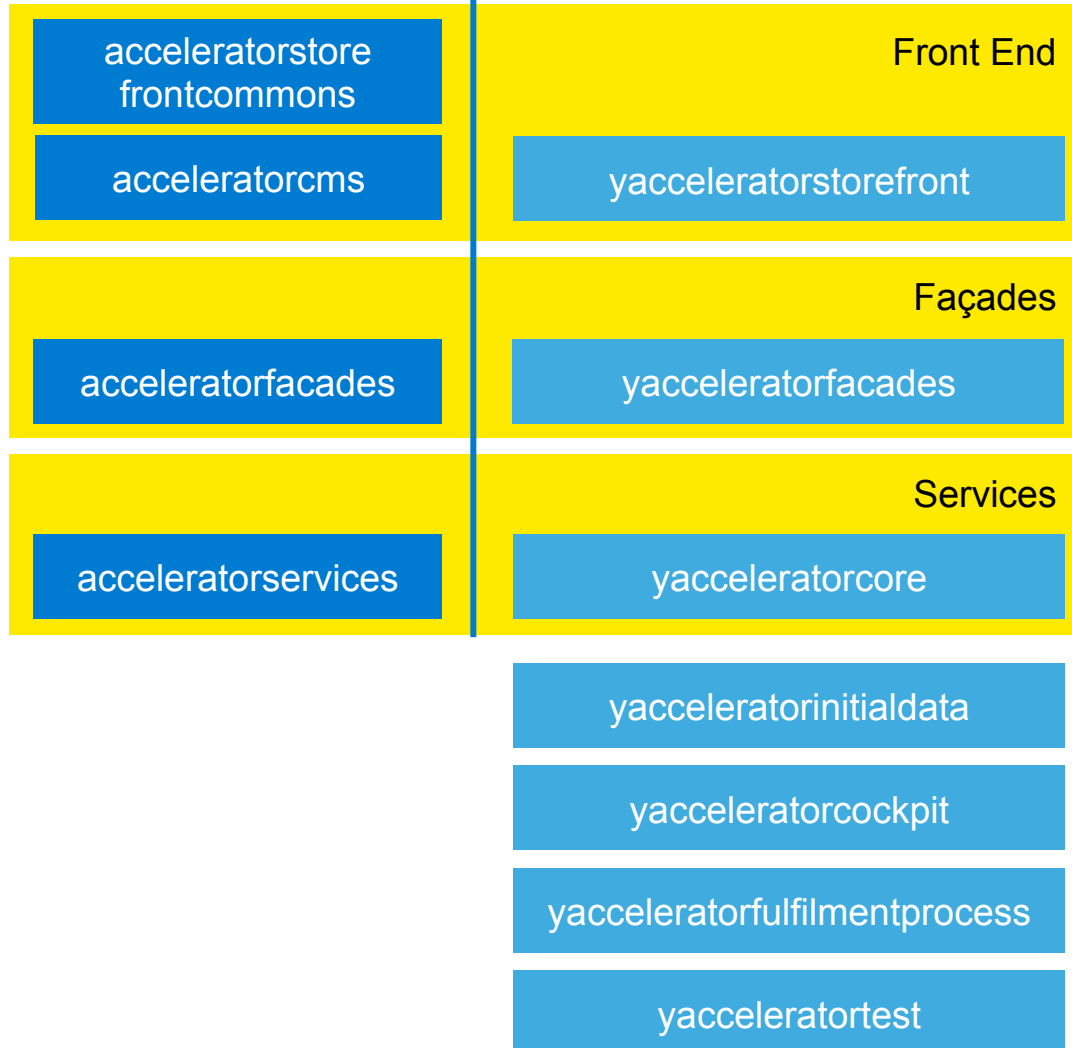 acceleratorstore
frontcommons
Front End
acceleratorcms
yacceleratorstorefront
Façades
acceleratorfacades
yacceleratorfacades
Services
acceleratorservices
yacceleratorcore
yacceleratorinitialdata
yacceleratorcockpit
yacceleratorfulfilmentprocess
yacceleratortest